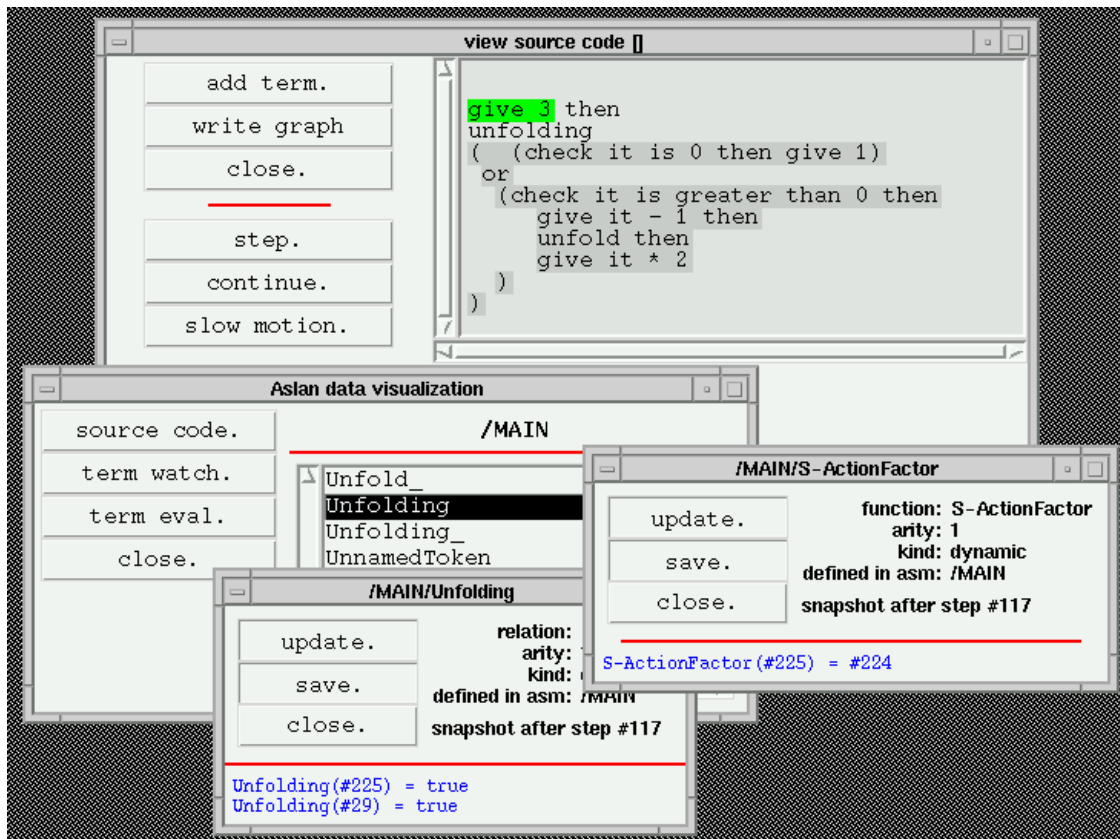 view source code []
add term.
write graph
close.
step.
continue.
slow motion.
give 3 then
unfolding
(  (check it is 0 then give 1)
or
(check it is greater than 0 then
give it - 1 then
unfold then
give it * 2
)
)
Aslan data visualization
source code.
term watch.
term eval.
close.
/MAIN
Unfold_
Unfolding
Unfolding_
UnnamedToken
/MAIN/S-ActionFactor
update.
save.
close.
function: S-ActionFactor
arity: 1
kind: dynamic
defined in asm: /MAIN
snapshot after step #117
S-ActionFactor(#225) = #224
/MAIN/Unfolding
update.
save.
close.
relation:
arity:
kind:
defined in asm: /MAIN
snapshot after step #117
Unfolding(#225) = true
Unfolding(#29) = true